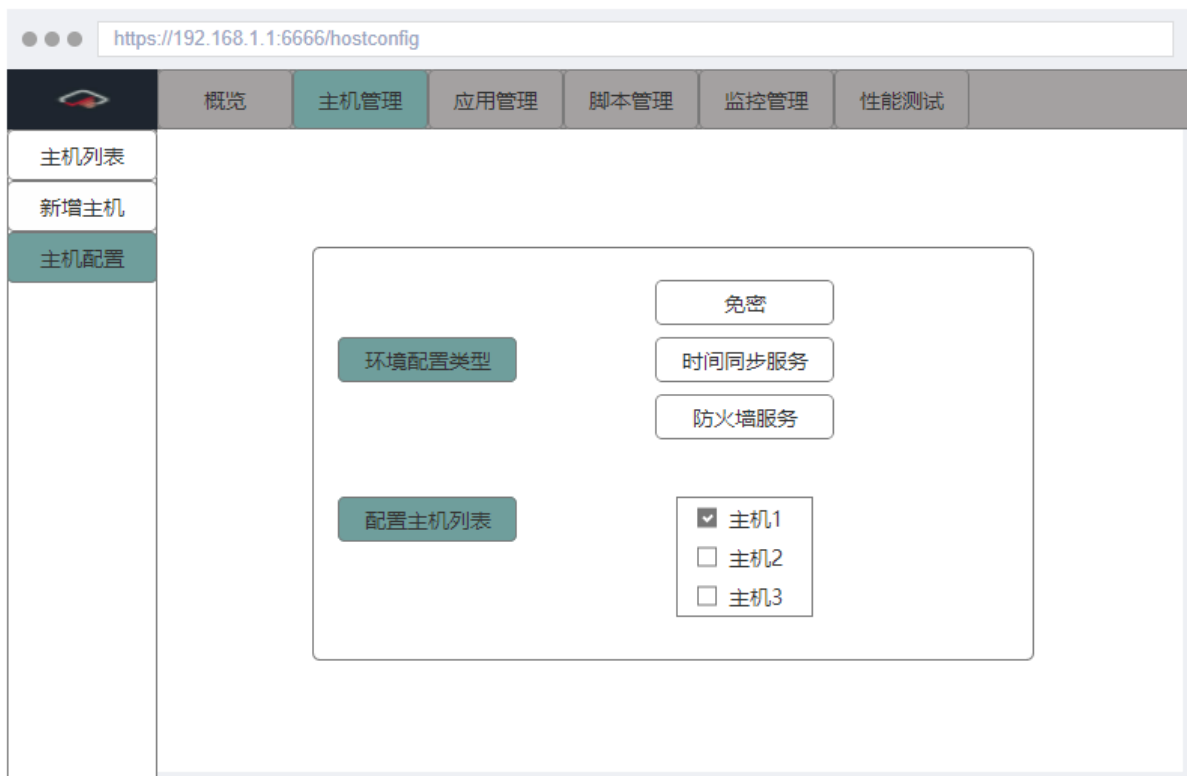 https://192.168.1.1:6666/hostconfig
概览 主机管理 应用管理 脚本管理 监控管理 性能测试
主机列表
新增主机
主机配置
免密
环境配置类型 时间同步服务
防火墙服务
配置主机列表 主机1
主机2
主机3